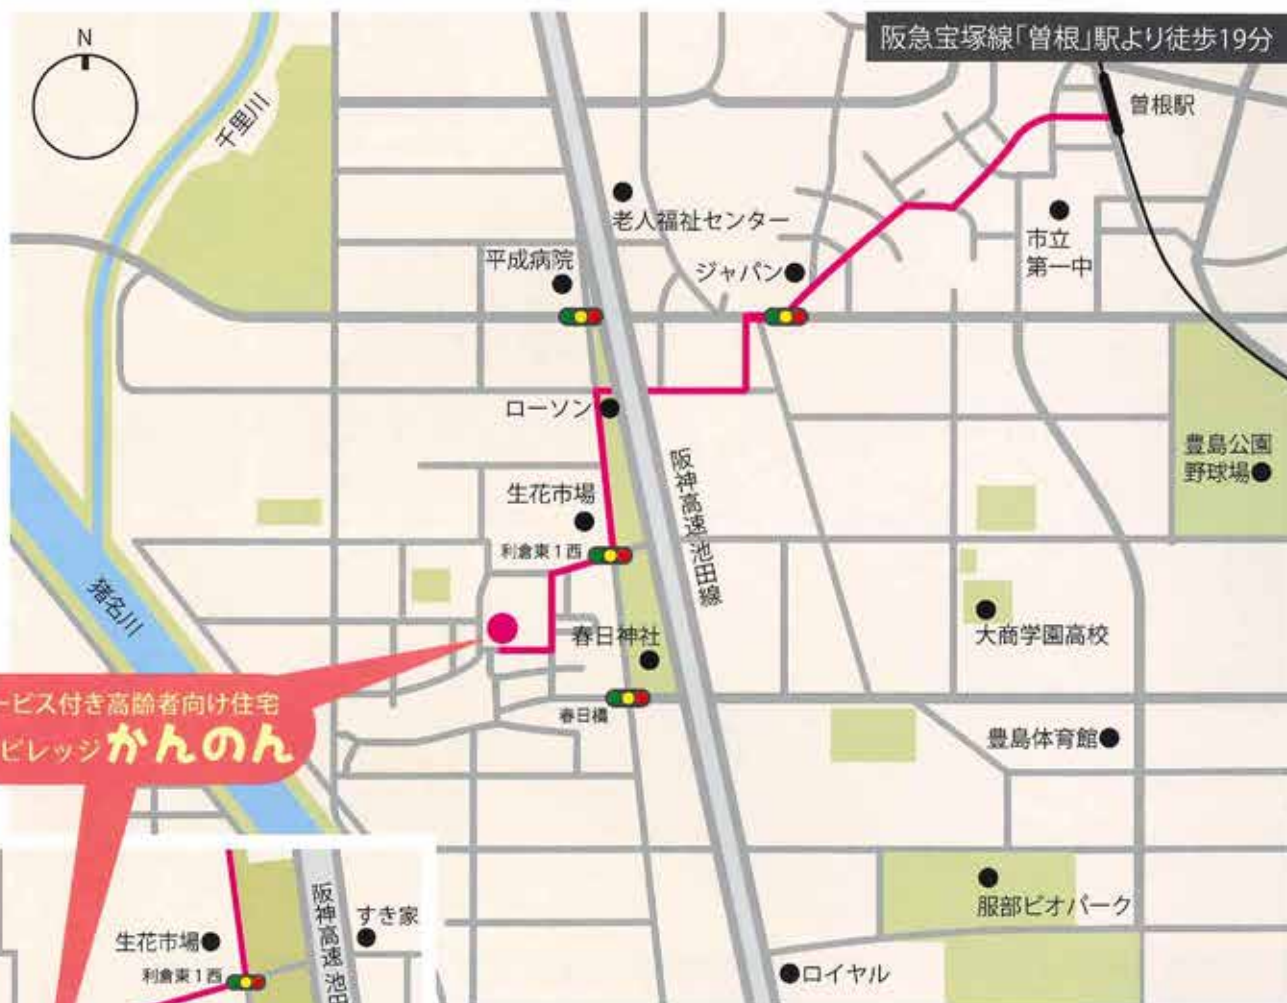 阪急宝塚線「曽根」駅より徒歩19分
N
千里川
曽根駅
老人福祉センター
市立
第一中
平成病院
ジャパン
ローソン
阪神高速 池田線
豊島公園
野球場
生花市場
利倉東1西
猪名川
春日神社
大商学園高校
ービス付き高齢者向け住宅
ビレッジ かんのん
春日橋
豊島体育館
服部ビオパーク
ロイヤル
阪神高速 池田
すき家
生花市場
利倉東1西